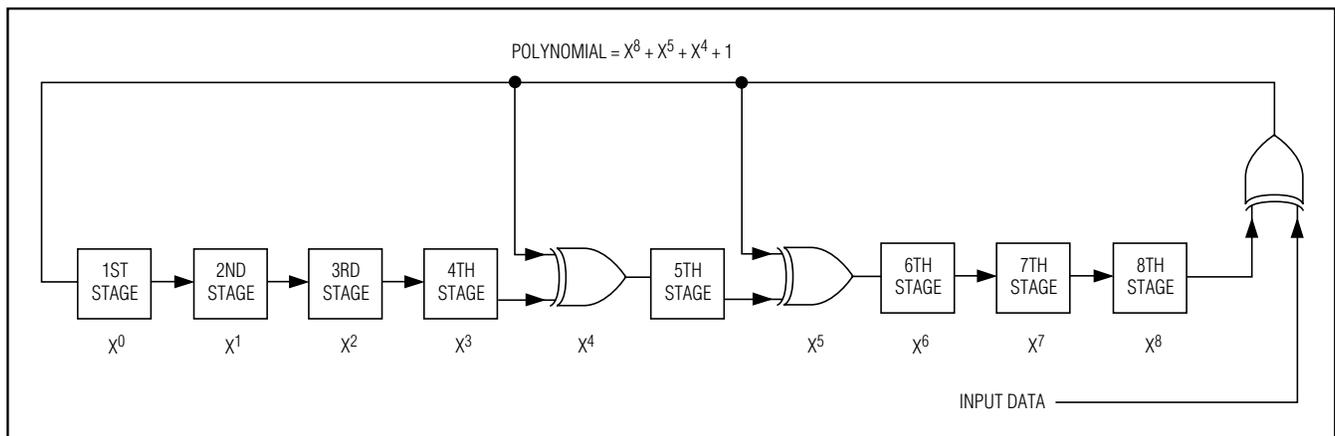 POLYNOMIAL = X⁸ + X⁵ + X⁴ + 1
1ST
STAGE
2ND
STAGE
3RD
STAGE
4TH
STAGE
5TH
STAGE
6TH
STAGE
7TH
STAGE
8TH
STAGE
X⁰
X¹
X²
X³
X⁴
X⁵
X⁶
X⁷
X⁸
INPUT DATA